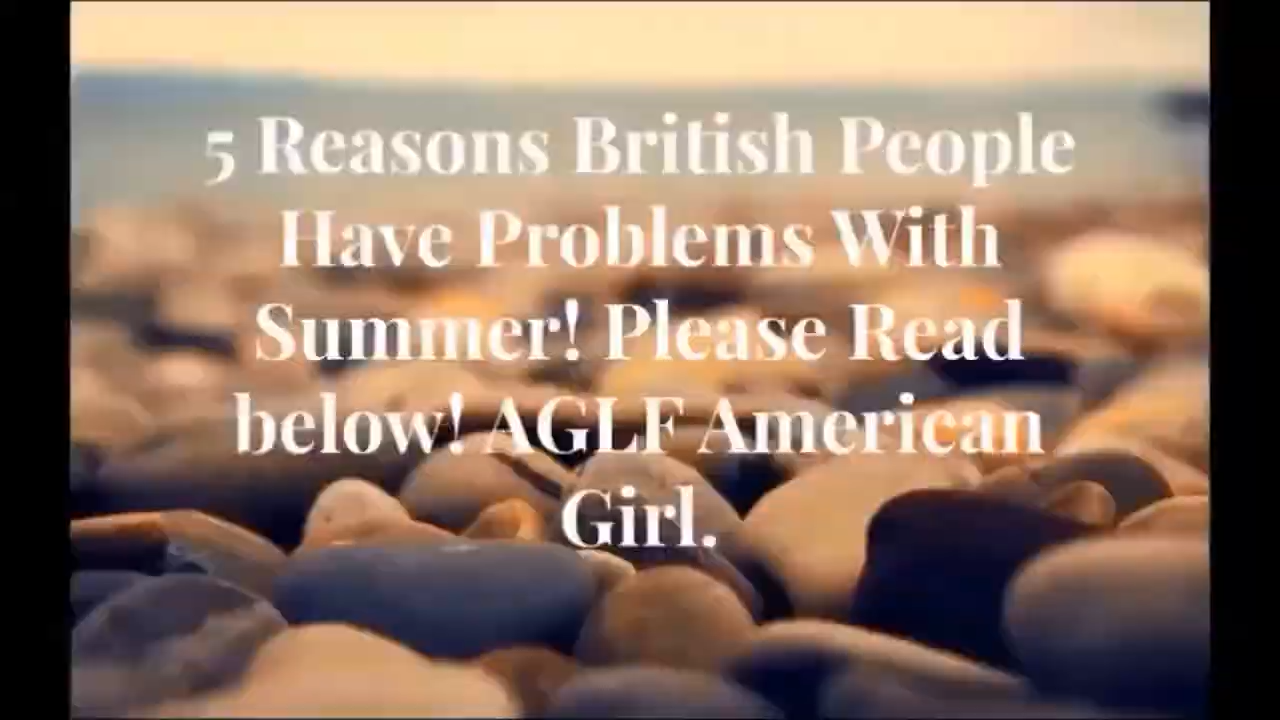 5 Reasons British People
Have Problems With
Summer! Please Read
below! AGLF American
Girl.